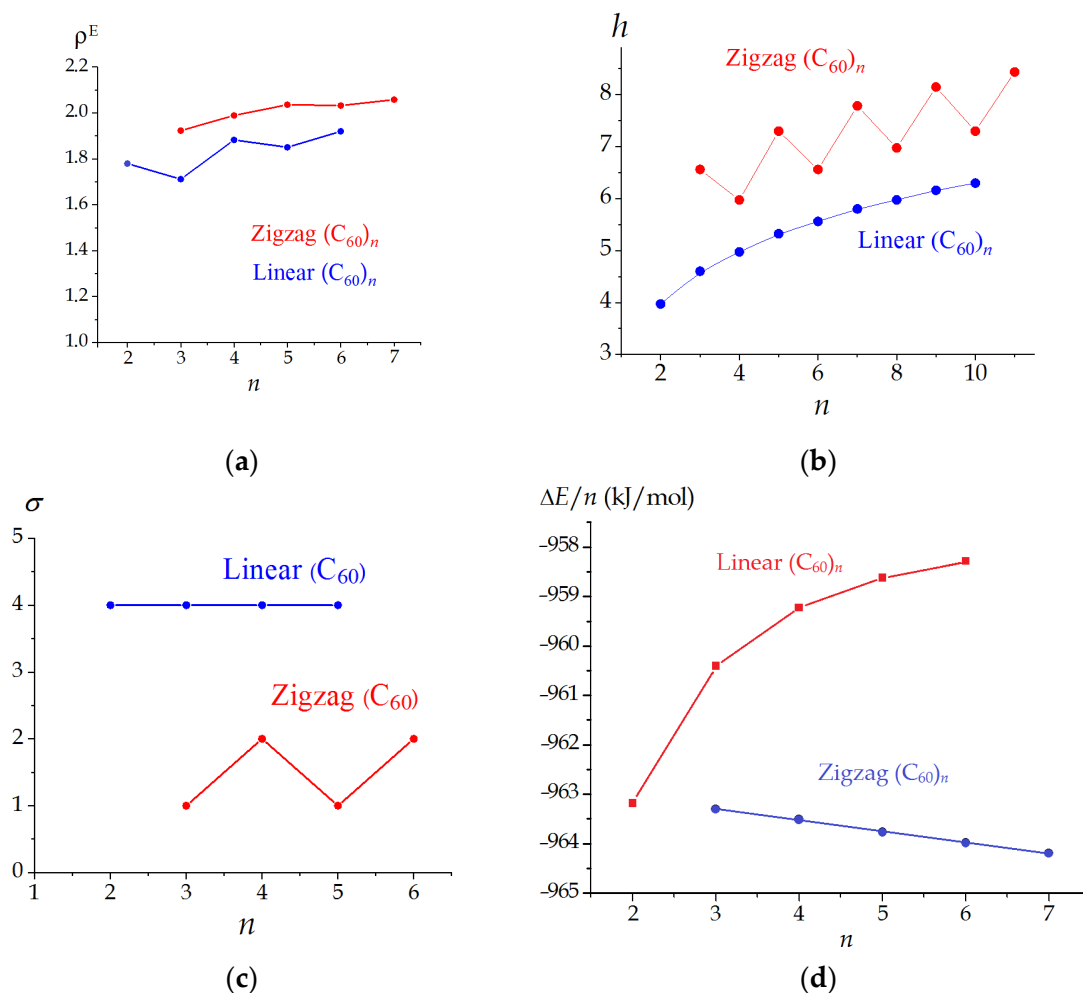 ρᴱ
2.2
2.0
1.8
1.6
1.4
1.2
1.0
Zigzag (C₆₀)ₙ
Linear (C₆₀)ₙ
2 3 4 5 6 7
n
(a)
h
8
7
6
5
4
3
Zigzag (C₆₀)ₙ
Linear (C₆₀)ₙ
2 4 6 8 10
n
(b)
σ
5
4
3
2
1
0
Linear (C₆₀)
Zigzag (C₆₀)
1 2 3 4 5 6
n
(c)
ΔE/n (kJ/mol)
-958
-959
-960
-961
-962
-963
-964
-965
Linear (C₆₀)ₙ
Zigzag (C₆₀)ₙ
2 3 4 5 6 7
n
(d)